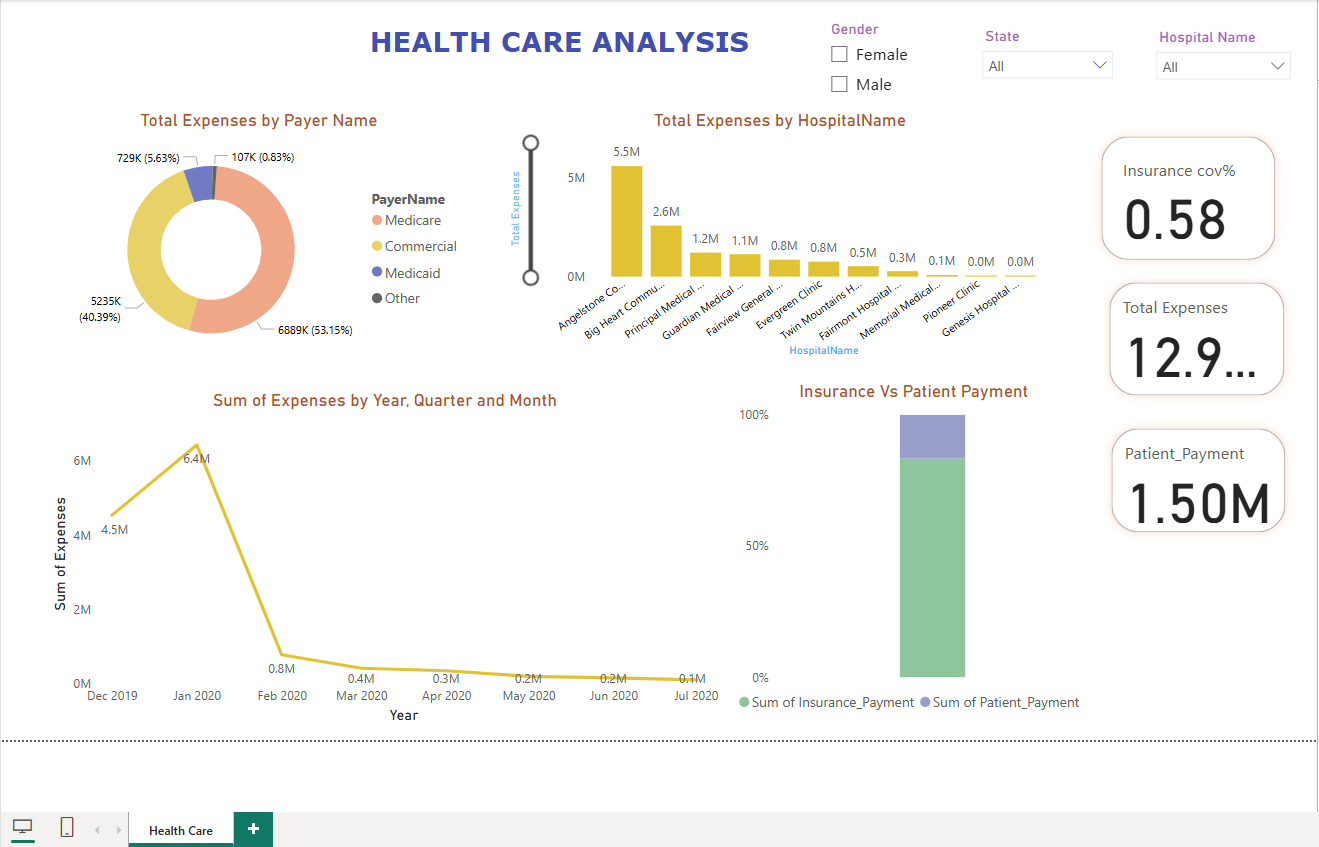 HEALTH CARE ANALYSIS
Gender
Female
Male
State
All
Hospital Name
All
Total Expenses by Payer Name
729K (5.63%)
107K (0.83%)
5235K
(40.39%)
6889K (53.15%)
PayerName
Medicare
Commercial
Medicaid
Other
Total Expenses by HospitalName
Total Expenses
5M
0M
5.5M
2.6M
1.2M
1.1M
0.8M
0.8M
0.5M
0.3M
0.1M
0.0M
0.0M
Angelstone Co...
Big Heart Commu...
Principal Medical ...
Guardian Medical ...
Fairview General ...
Evergreen Clinic
Twin Mountains H...
Fairmont Hospital ...
Memorial Medical...
Pioneer Clinic
Genesis Hospital ...
HospitalName
Insurance cov%
0.58
Total Expenses
12.9...
Patient_Payment
1.50M
Sum of Expenses by Year, Quarter and Month
Sum of Expenses
6M
4M
2M
0M
4.5M
6.4M
0.8M
0.4M
0.3M
0.2M
0.2M
0.1M
Dec 2019
Jan 2020
Feb 2020
Mar 2020
Apr 2020
May 2020
Jun 2020
Jul 2020
Year
Insurance Vs Patient Payment
100%
50%
0%
Sum of Insurance_Payment
Sum of Patient_Payment
Health Care